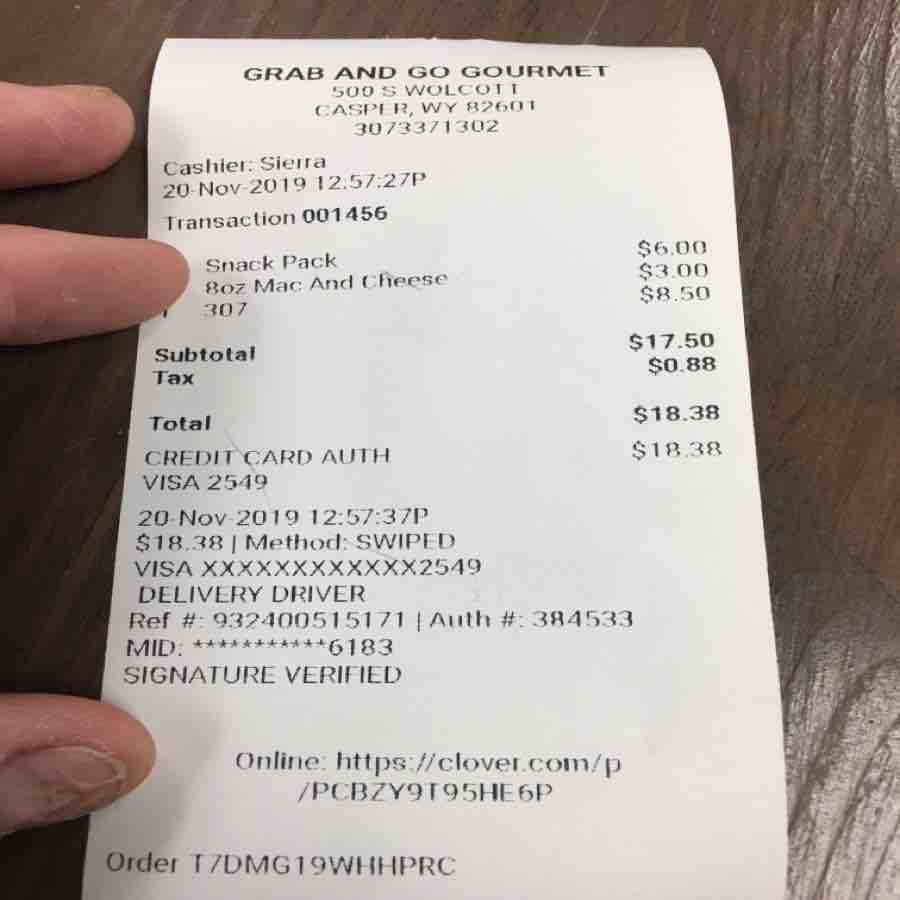 GRAB AND GO GOURMET
500 S WOLCOTT
CASPER, WY 82601
3073371302
Cashier: Sierra
20-Nov-2019 12:57:27P
Transaction 001456
Snack Pack $6.00
8oz Mac And Cheese $3.00
307 $8.50
Subtotal $17.50
Tax $0.88
Total $18.38
CREDIT CARD AUTH $18.38
VISA 2549
20-Nov-2019 12:57:37P
$18.38 | Method: SWIPED
VISA XXXXXXXXXXXX2549
DELIVERY DRIVER
Ref #: 932400515171 | Auth #: 384533
MID: ***********6183
SIGNATURE VERIFIED
Online: https://clover.com/p
/PCBZY9T95HE6P
Order T7DMG19WHHPRC